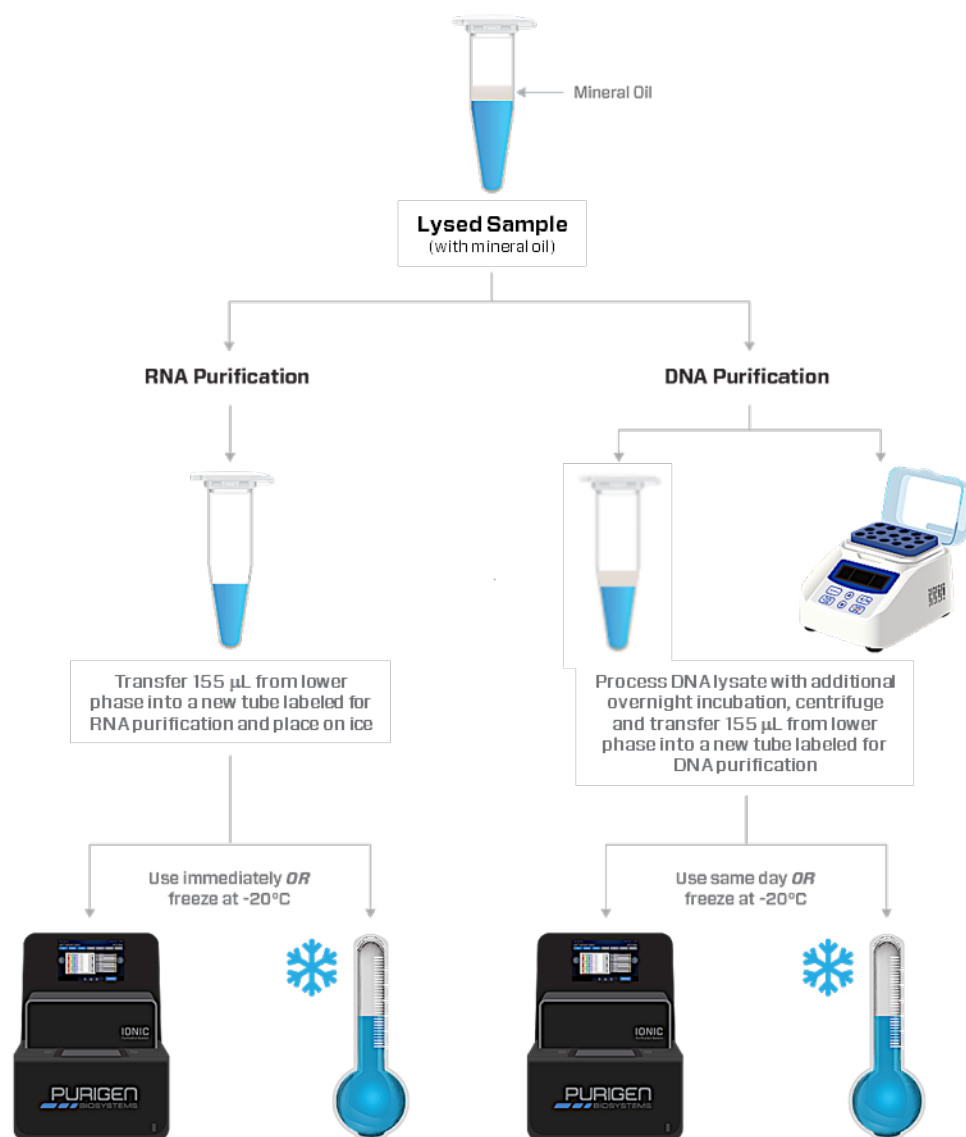 Mineral Oil
Lysed Sample
(with mineral oil)
RNA Purification
DNA Purification
Transfer 155 µL from lower
phase into a new tube labeled for
RNA purification and place on ice
Process DNA lysate with additional
overnight incubation, centrifuge
and transfer 155 µL from lower
phase into a new tube labeled for
DNA purification
Use immediately OR
freeze at -20°C
Use same day OR
freeze at -20°C
IONIC
PURIGEN
BIOSYSTEMS
IONIC
PURIGEN
BIOSYSTEMS